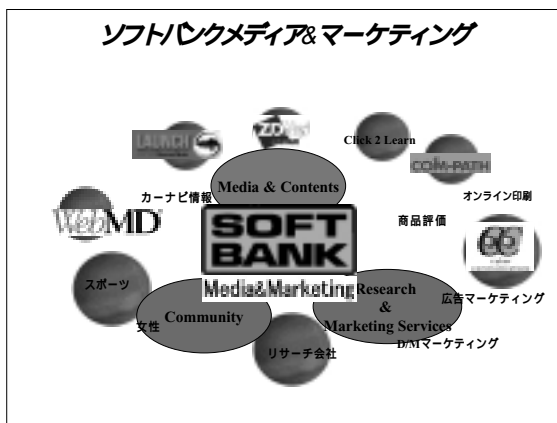 ソフトバンクメディア&マーケティング
LAUNCH
ZDNet
Click 2 Learn
COM-PATH
カーナビ情報
Media & Contents
オンライン印刷
WebMD
SOFT
BANK
商品評価
Media&Marketing
スポーツ
Research
&
Marketing Services
広告マーケティング
Community
女性
リサーチ会社
D/Mマーケティング